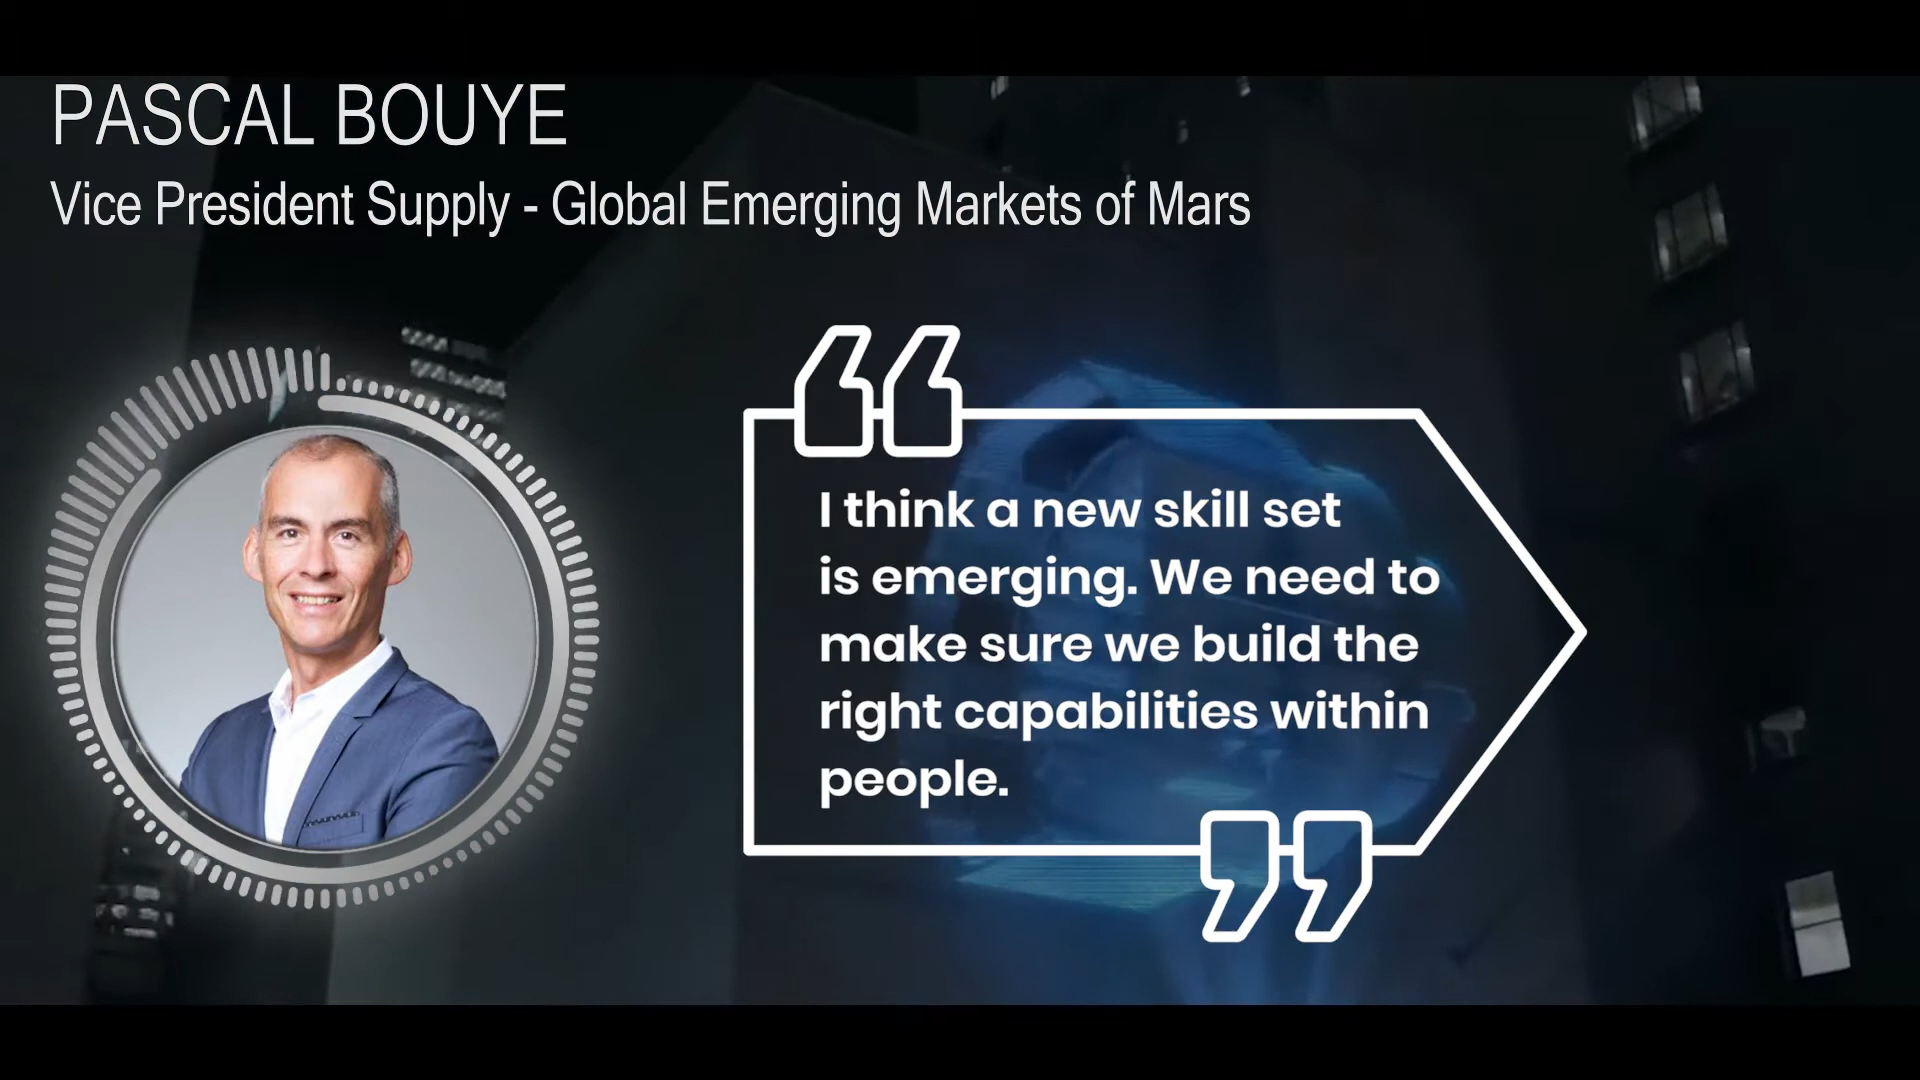 PASCAL BOUYE
Vice President Supply - Global Emerging Markets of Mars
I think a new skill set
is emerging. We need to
make sure we build the
right capabilities within
people.